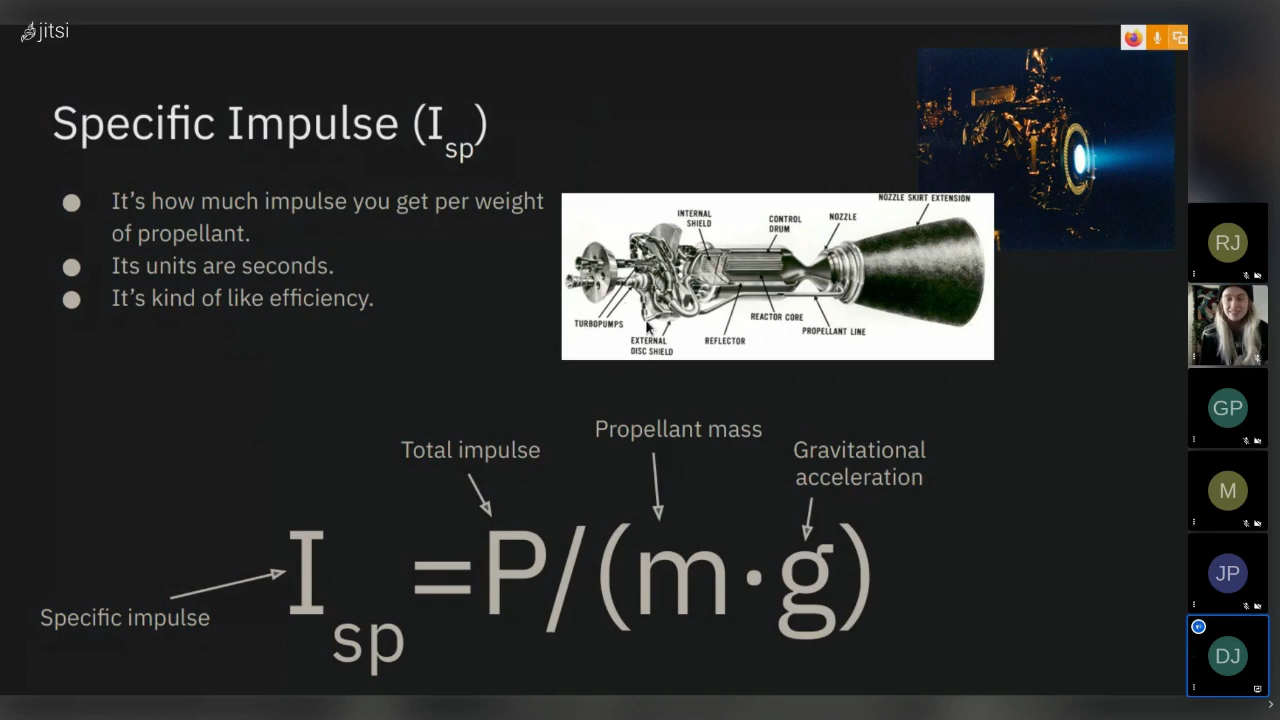 jitsi
Specific Impulse (Isp)
● It's how much impulse you get per weight
of propellant.
● Its units are seconds.
● It's kind of like efficiency.
NOZZLE SKIRT EXTENSION
INTERNAL
SHIELD
CONTROL
DRUM
NOZZLE
TURBOPUMPS
EXTERNAL
DISC SHIELD
REFLECTOR
REACTOR CORE
PROPELLANT LINE
Total impulse
Propellant mass
Gravitational
acceleration
Isp=P/(m·g)
Specific impulse
RJ
GP
M
JP
DJ